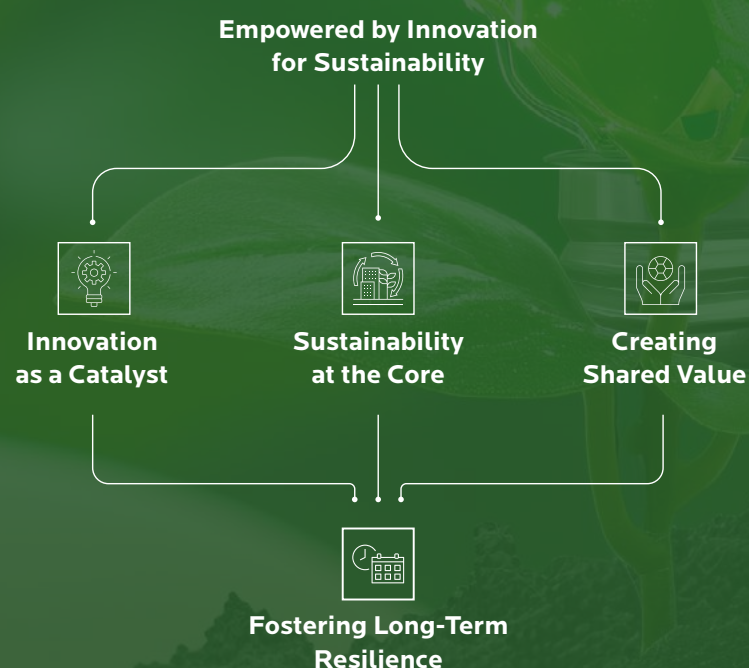 Empowered by Innovation
for Sustainability
Innovation
as a Catalyst
Sustainability
at the Core
Creating
Shared Value
Fostering Long-Term
Resilience